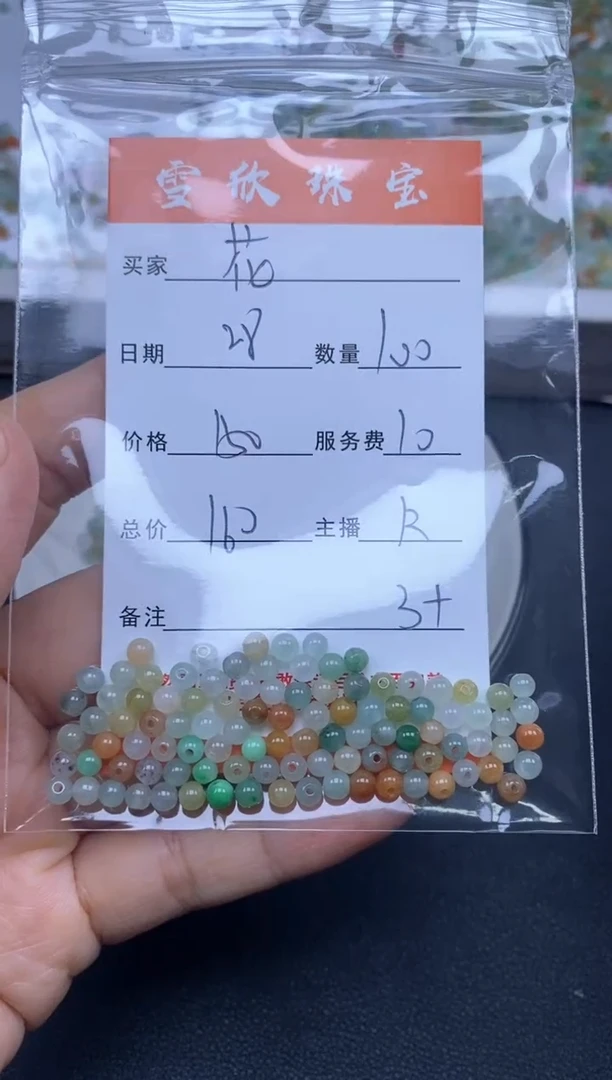 雪欣珠宝
买家 花
日期 28 数量 100
价格 150 服务费 10
总价 160 主播 R
备注 3+